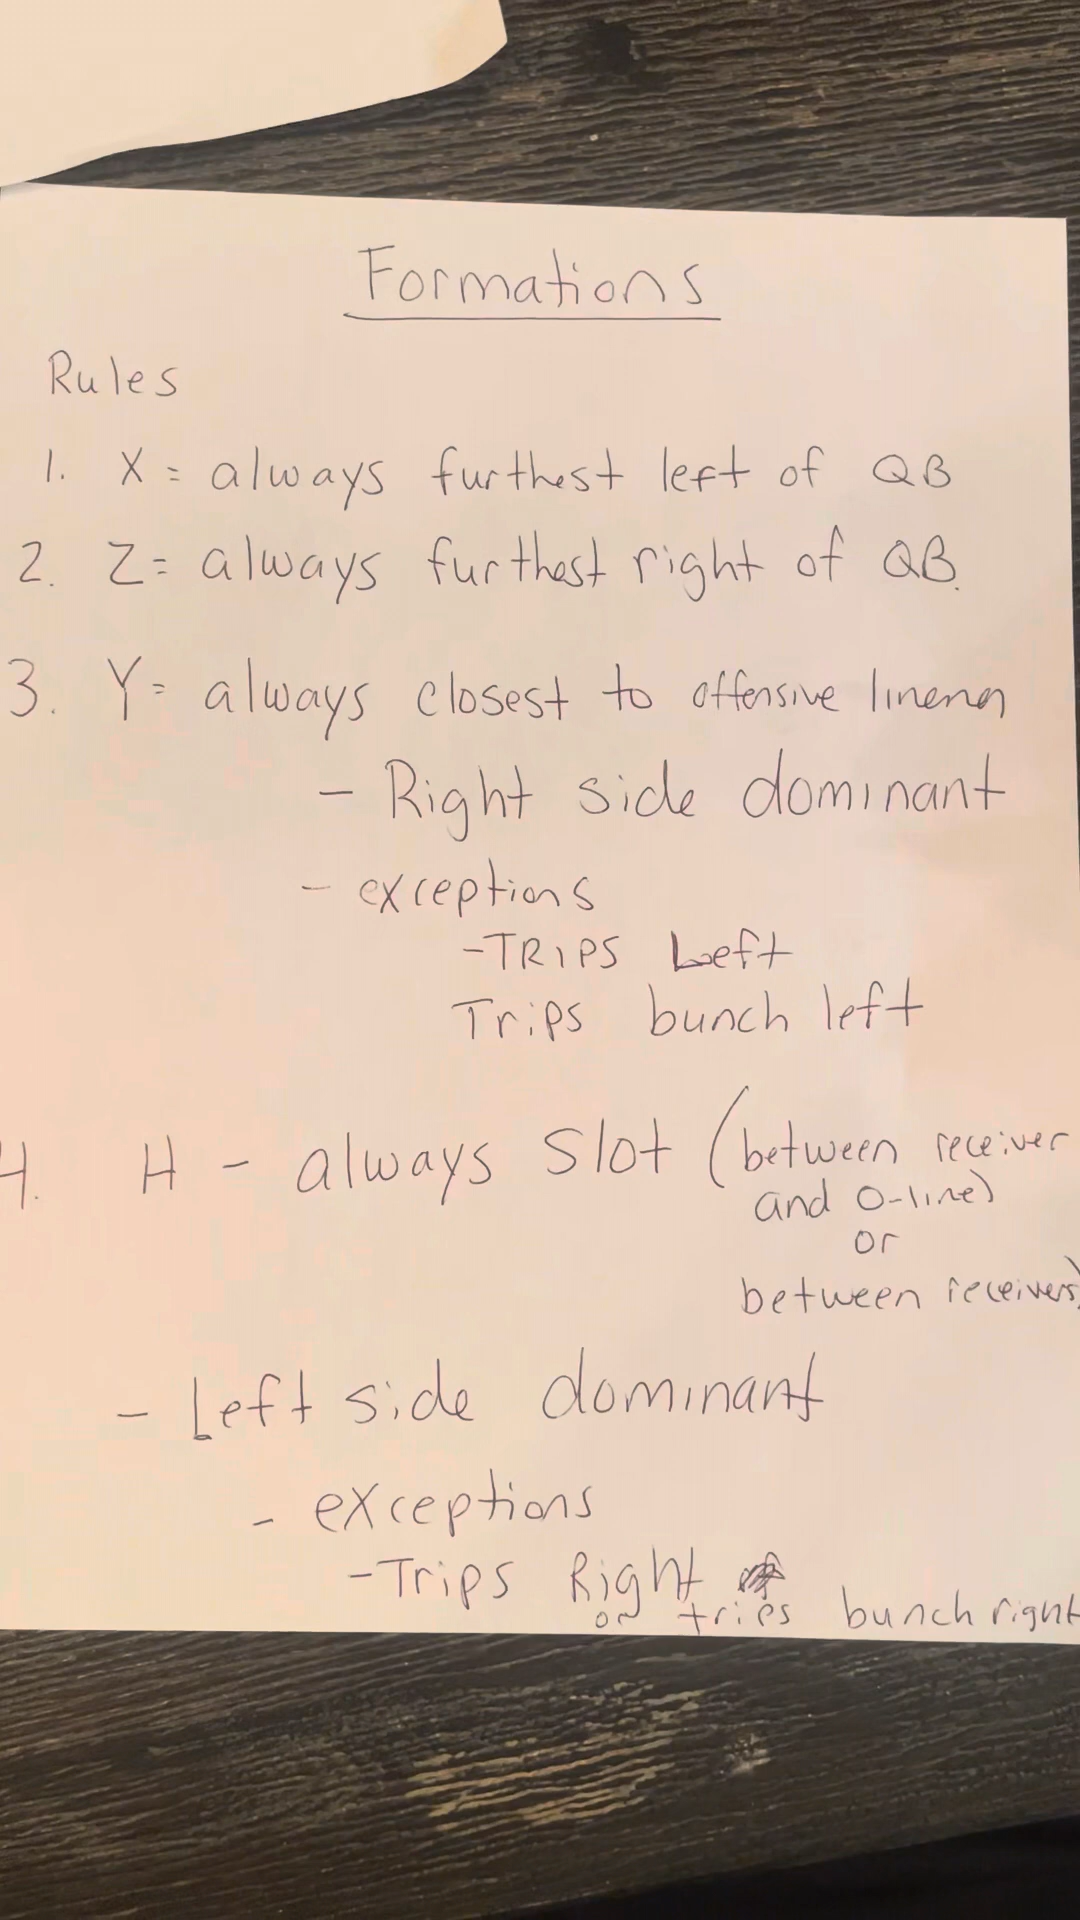 Formations
Rules
1. X = always furthest left of QB
2. Z = always furthest right of QB.
3. Y = always closest to offensive linemen
- Right side dominant
- exceptions
- TRIPS Left
Trips bunch left
4. H - always Slot (between receiver
and O-line)
or
between receivers)
- Left side dominant
- exceptions
- Trips Right
or trips bunch right